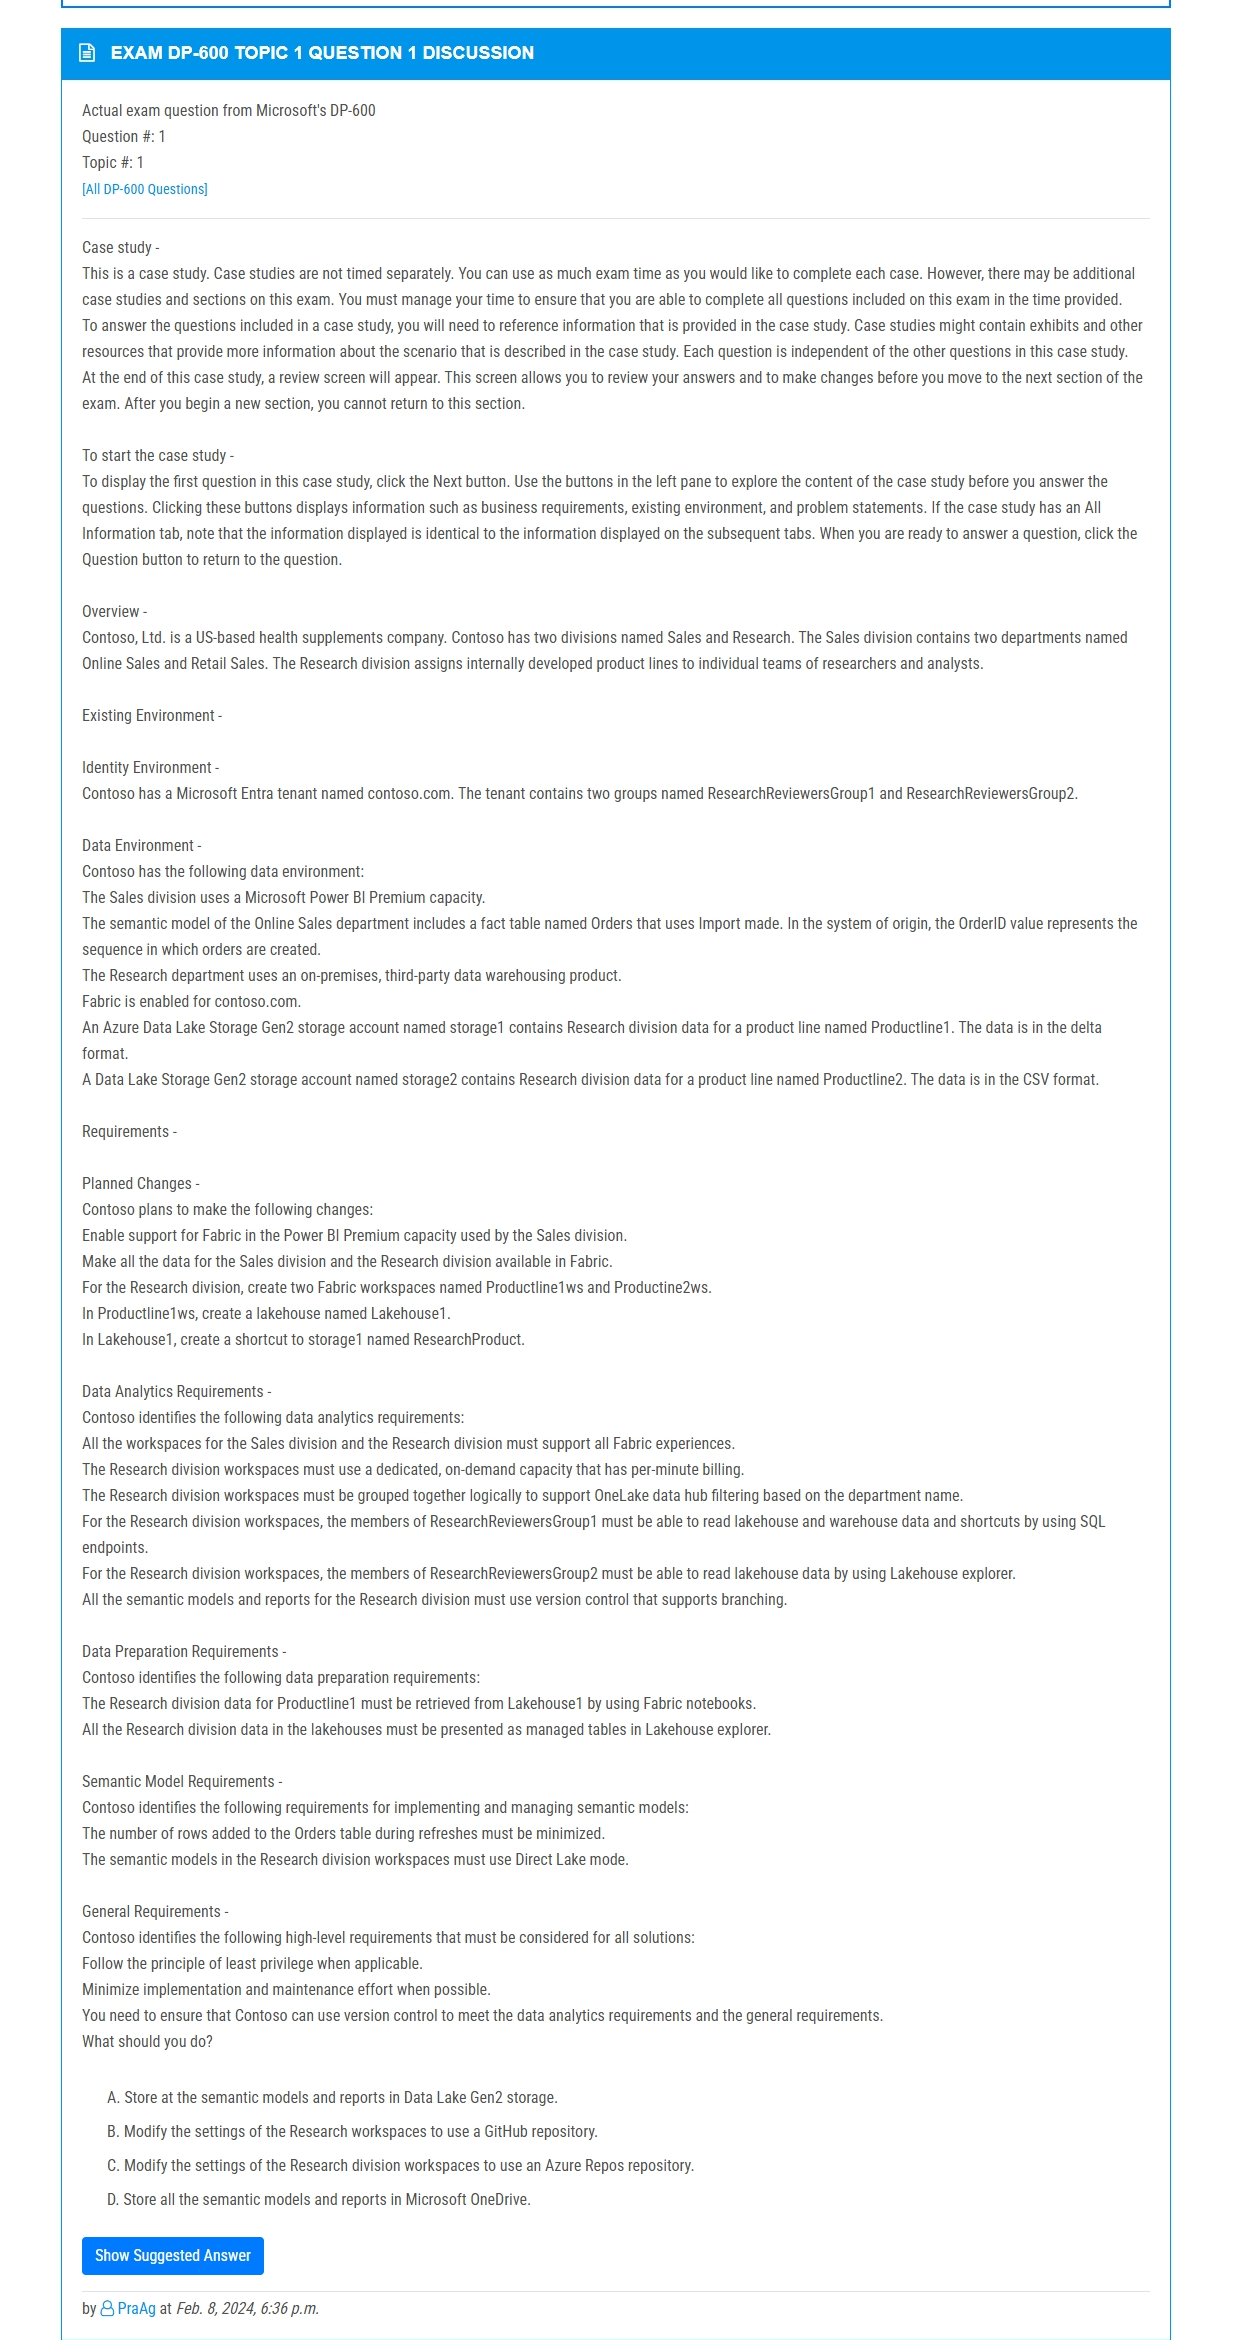 EXAM DP-600 TOPIC 1 QUESTION 1 DISCUSSION
Actual exam question from Microsoft's DP-600
Question #: 1
Topic #: 1
[All DP-600 Questions]
Case study -
This is a case study. Case studies are not timed separately. You can use as much exam time as you would like to complete each case. However, there may be additional
case studies and sections on this exam. You must manage your time to ensure that you are able to complete all questions included on this exam in the time provided.
To answer the questions included in a case study, you will need to reference information that is provided in the case study. Case studies might contain exhibits and other
resources that provide more information about the scenario that is described in the case study. Each question is independent of the other questions in this case study.
At the end of this case study, a review screen will appear. This screen allows you to review your answers and to make changes before you move to the next section of the
exam. After you begin a new section, you cannot return to this section.
To start the case study -
To display the first question in this case study, click the Next button. Use the buttons in the left pane to explore the content of the case study before you answer the
questions. Clicking these buttons displays information such as business requirements, existing environment, and problem statements. If the case study has an All
Information tab, note that the information displayed is identical to the information displayed on the subsequent tabs. When you are ready to answer a question, click the
Question button to return to the question.
Overview -
Contoso, Ltd. is a US-based health supplements company. Contoso has two divisions named Sales and Research. The Sales division contains two departments named
Online Sales and Retail Sales. The Research division assigns internally developed product lines to individual teams of researchers and analysts.
Existing Environment -
Identity Environment -
Contoso has a Microsoft Entra tenant named contoso.com. The tenant contains two groups named ResearchReviewersGroup1 and ResearchReviewersGroup2.
Data Environment -
Contoso has the following data environment:
The Sales division uses a Microsoft Power BI Premium capacity.
The semantic model of the Online Sales department includes a fact table named Orders that uses Import made. In the system of origin, the OrderID value represents the
sequence in which orders are created.
The Research department uses an on-premises, third-party data warehousing product.
Fabric is enabled for contoso.com.
An Azure Data Lake Storage Gen2 storage account named storage1 contains Research division data for a product line named Productline1. The data is in the delta
format.
A Data Lake Storage Gen2 storage account named storage2 contains Research division data for a product line named Productline2. The data is in the CSV format.
Requirements -
Planned Changes -
Contoso plans to make the following changes:
Enable support for Fabric in the Power BI Premium capacity used by the Sales division.
Make all the data for the Sales division and the Research division available in Fabric.
For the Research division, create two Fabric workspaces named Productline1ws and Productine2ws.
In Productline1ws, create a lakehouse named Lakehouse1.
In Lakehouse1, create a shortcut to storage1 named ResearchProduct.
Data Analytics Requirements -
Contoso identifies the following data analytics requirements:
All the workspaces for the Sales division and the Research division must support all Fabric experiences.
The Research division workspaces must use a dedicated, on-demand capacity that has per-minute billing.
The Research division workspaces must be grouped together logically to support OneLake data hub filtering based on the department name.
For the Research division workspaces, the members of ResearchReviewersGroup1 must be able to read lakehouse and warehouse data and shortcuts by using SQL
endpoints.
For the Research division workspaces, the members of ResearchReviewersGroup2 must be able to read lakehouse data by using Lakehouse explorer.
All the semantic models and reports for the Research division must use version control that supports branching.
Data Preparation Requirements -
Contoso identifies the following data preparation requirements:
The Research division data for Productline1 must be retrieved from Lakehouse1 by using Fabric notebooks.
All the Research division data in the lakehouses must be presented as managed tables in Lakehouse explorer.
Semantic Model Requirements -
Contoso identifies the following requirements for implementing and managing semantic models:
The number of rows added to the Orders table during refreshes must be minimized.
The semantic models in the Research division workspaces must use Direct Lake mode.
General Requirements -
Contoso identifies the following high-level requirements that must be considered for all solutions:
Follow the principle of least privilege when applicable.
Minimize implementation and maintenance effort when possible.
You need to ensure that Contoso can use version control to meet the data analytics requirements and the general requirements.
What should you do?
A. Store at the semantic models and reports in Data Lake Gen2 storage.
B. Modify the settings of the Research workspaces to use a GitHub repository.
C. Modify the settings of the Research division workspaces to use an Azure Repos repository.
D. Store all the semantic models and reports in Microsoft OneDrive.
Show Suggested Answer
by PraAg at Feb. 8, 2024, 6:36 p.m.